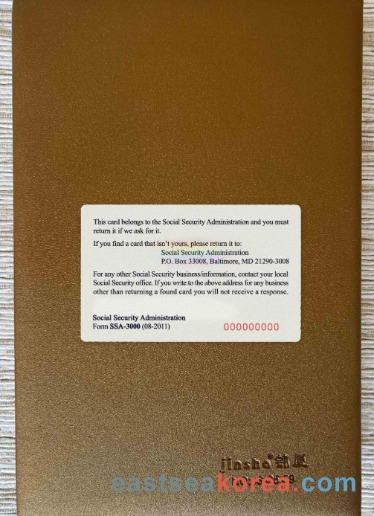 This card belongs to the Social Security Administration and you must
return it if we ask for it.
If you find a card that isn't yours, please return it to:
Social Security Administration
P.O. Box 33008, Baltimore, MD 21290-3008
For any other Social Security business/information, contact your local
Social Security office. If you write to the above address for any business
other than returning a found card you will not receive a response.
Social Security Administration
Form SSA-3000 (08-2011)
000000000
jinsha®
eastseakorea.com